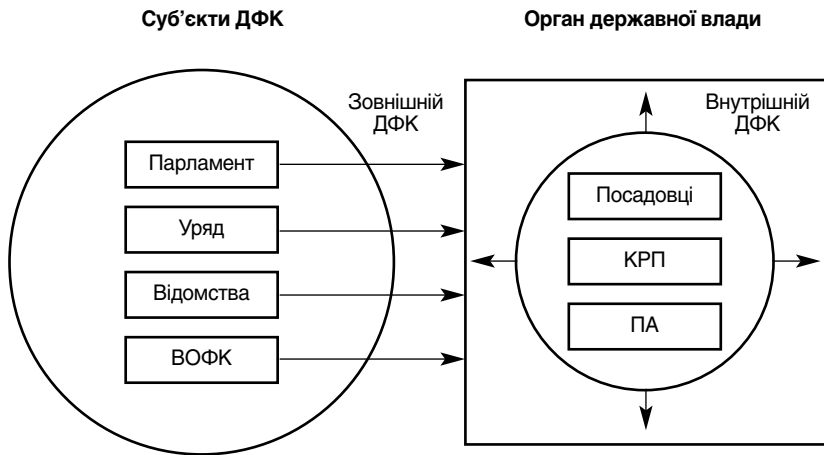 Суб’єкти ДФК
Орган державної влади
Зовнішній
ДФК
Парламент
Уряд
Відомства
ВОФК
Внутрішній
ДФК
Посадовці
КРП
ПА